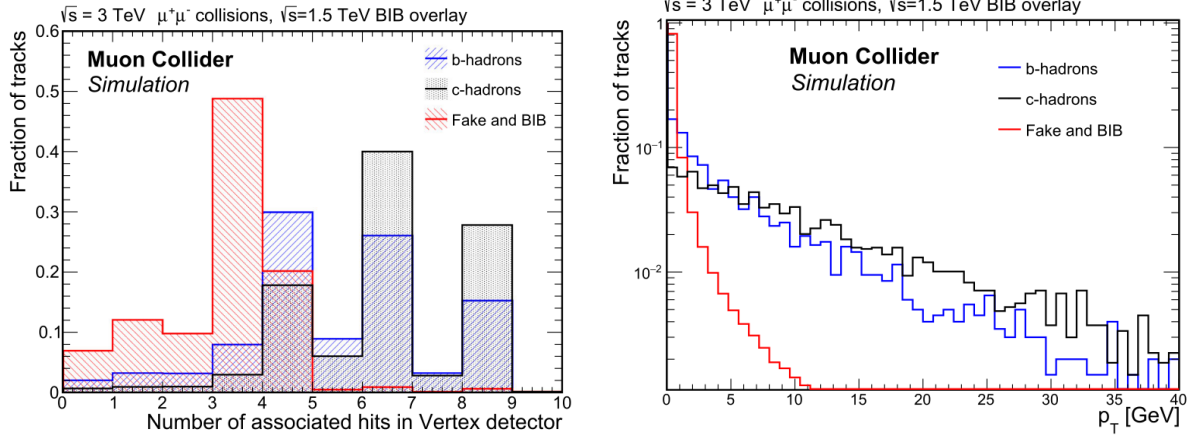 √s = 3 TeV μ⁺μ⁻ collisions, √s=1.5 TeV BIB overlay
Fraction of tracks
0.6
0.5
0.4
0.3
0.2
0.1
0
Muon Collider
Simulation
b-hadrons
c-hadrons
Fake and BIB
0 1 2 3 4 5 6 7 8 9 10
Number of associated hits in Vertex detector
√s = 3 TeV μ⁺μ⁻ collisions, √s=1.5 TeV BIB overlay
Fraction of tracks
1
10⁻¹
10⁻²
Muon Collider
Simulation
b-hadrons
c-hadrons
Fake and BIB
0 5 10 15 20 25 30 35 40
p_T [GeV]